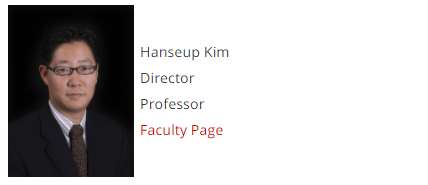 Hanseup Kim
Director
Professor
Faculty Page